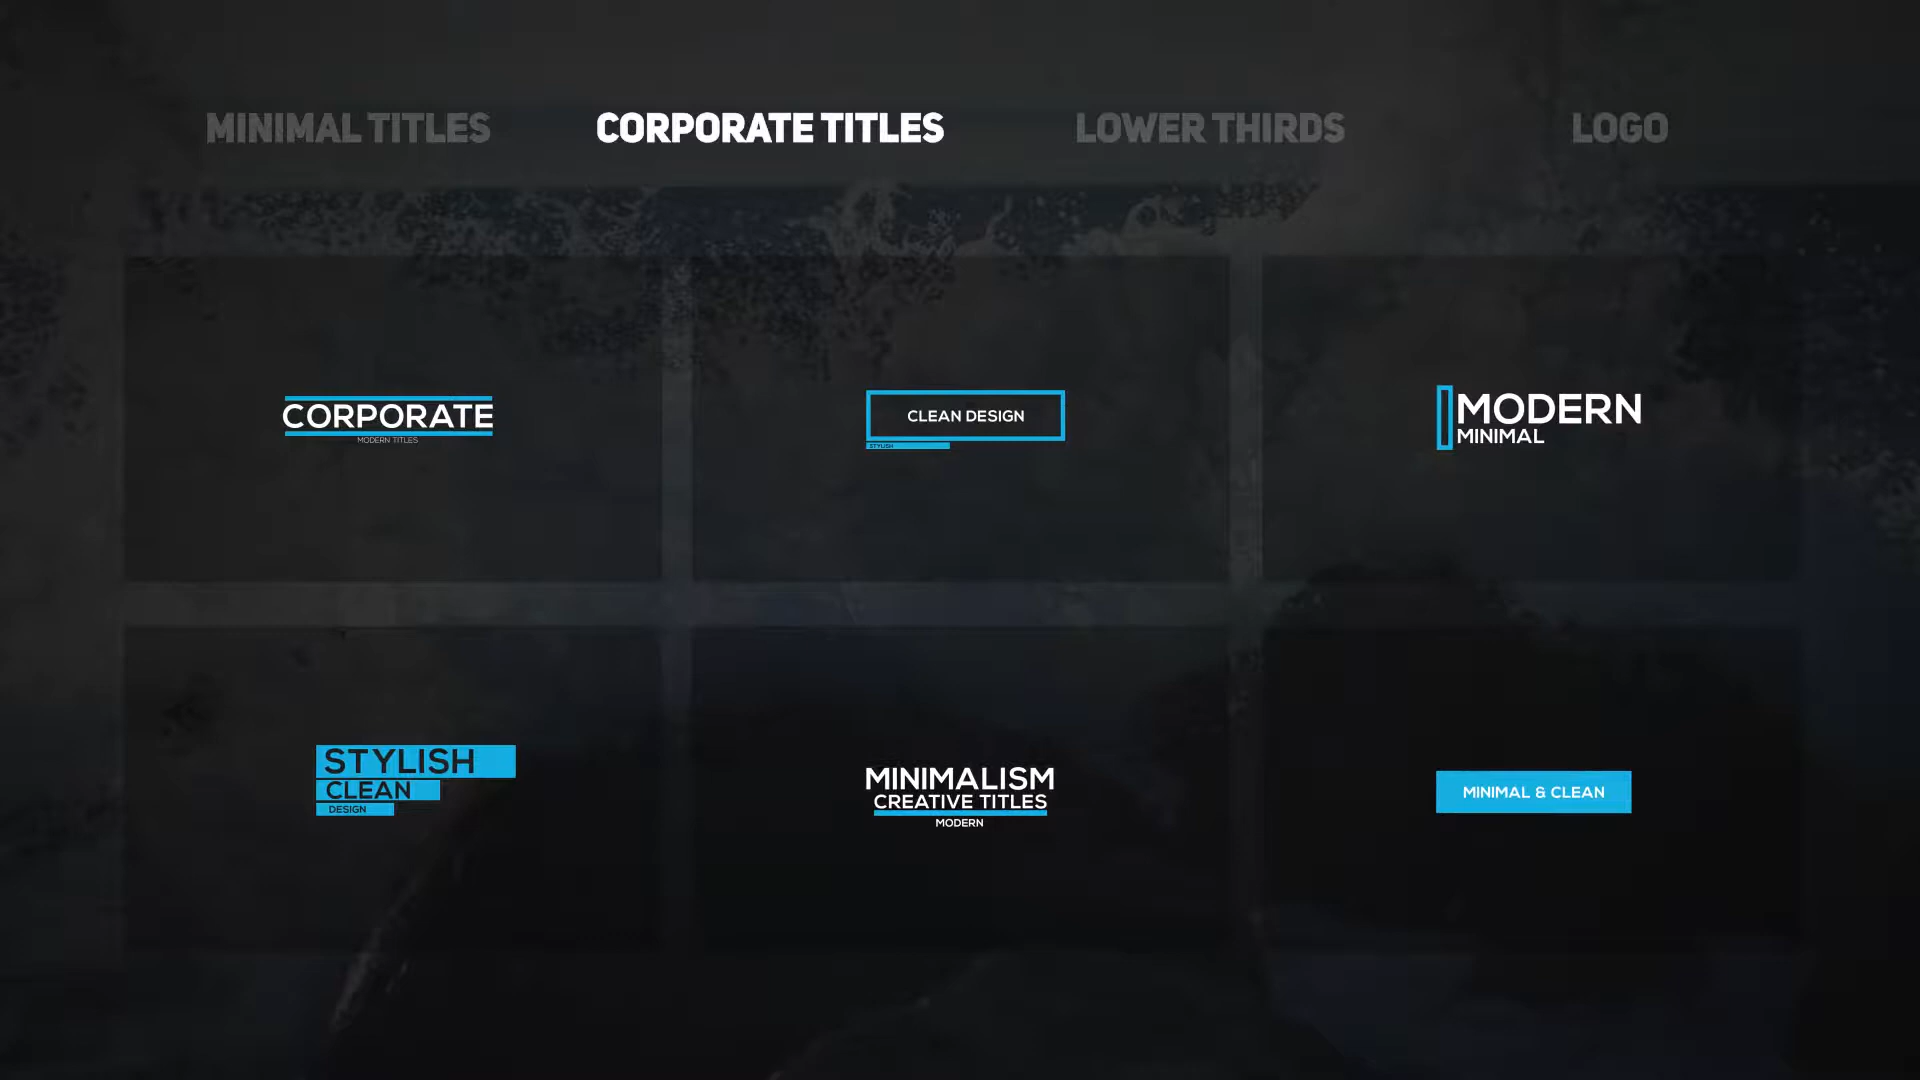 MINIMAL TITLES
CORPORATE TITLES
LOWER THIRDS
LOGO
CORPORATE
MODERN TITLES
CLEAN DESIGN
STYLISH
MODERN
MINIMAL
STYLISH
CLEAN
DESIGN
MINIMALISM
CREATIVE TITLES
MODERN
MINIMAL & CLEAN